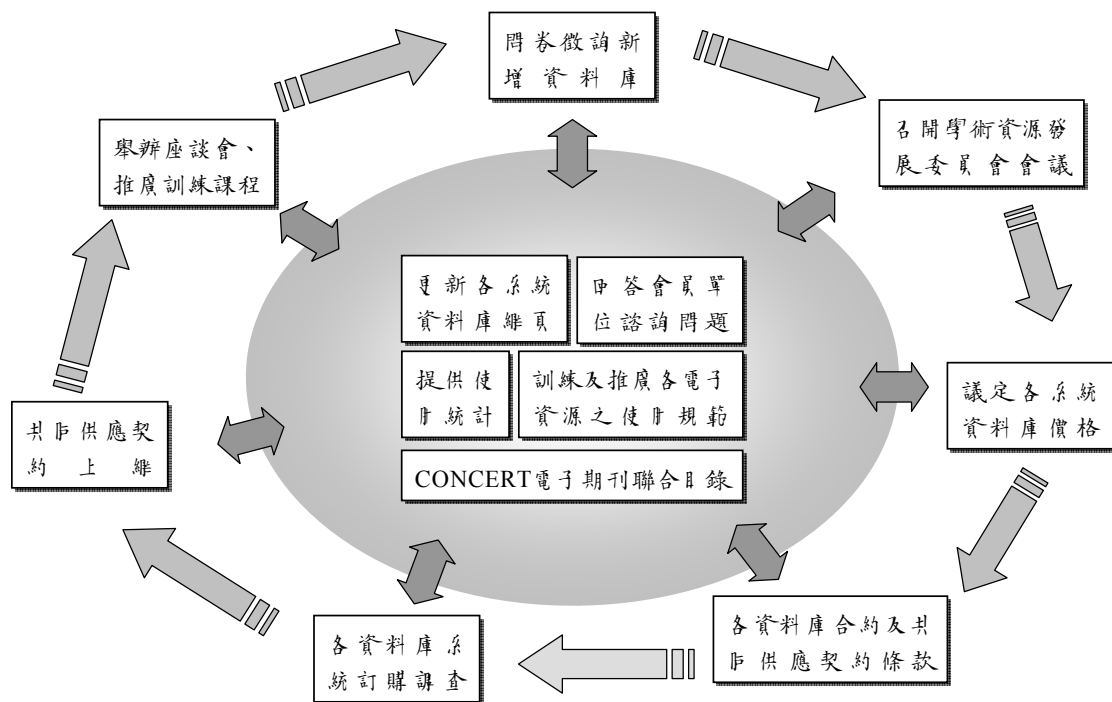 問券徵詢新
增資料庫
召開學術資源發
展委員會會議
議定各系統
資料庫價格
各資料庫合約及共
同供應契約條款
各資料庫系
統訂購調查
共同供應契
約上網
舉辦座談會、
推廣訓練課程
更新各系統
資料庫網頁
回答會員單
位諮詢問題
提供使
用統計
訓練及推廣各電子
資源之使用規範
CONCERT電子期刊聯合目錄